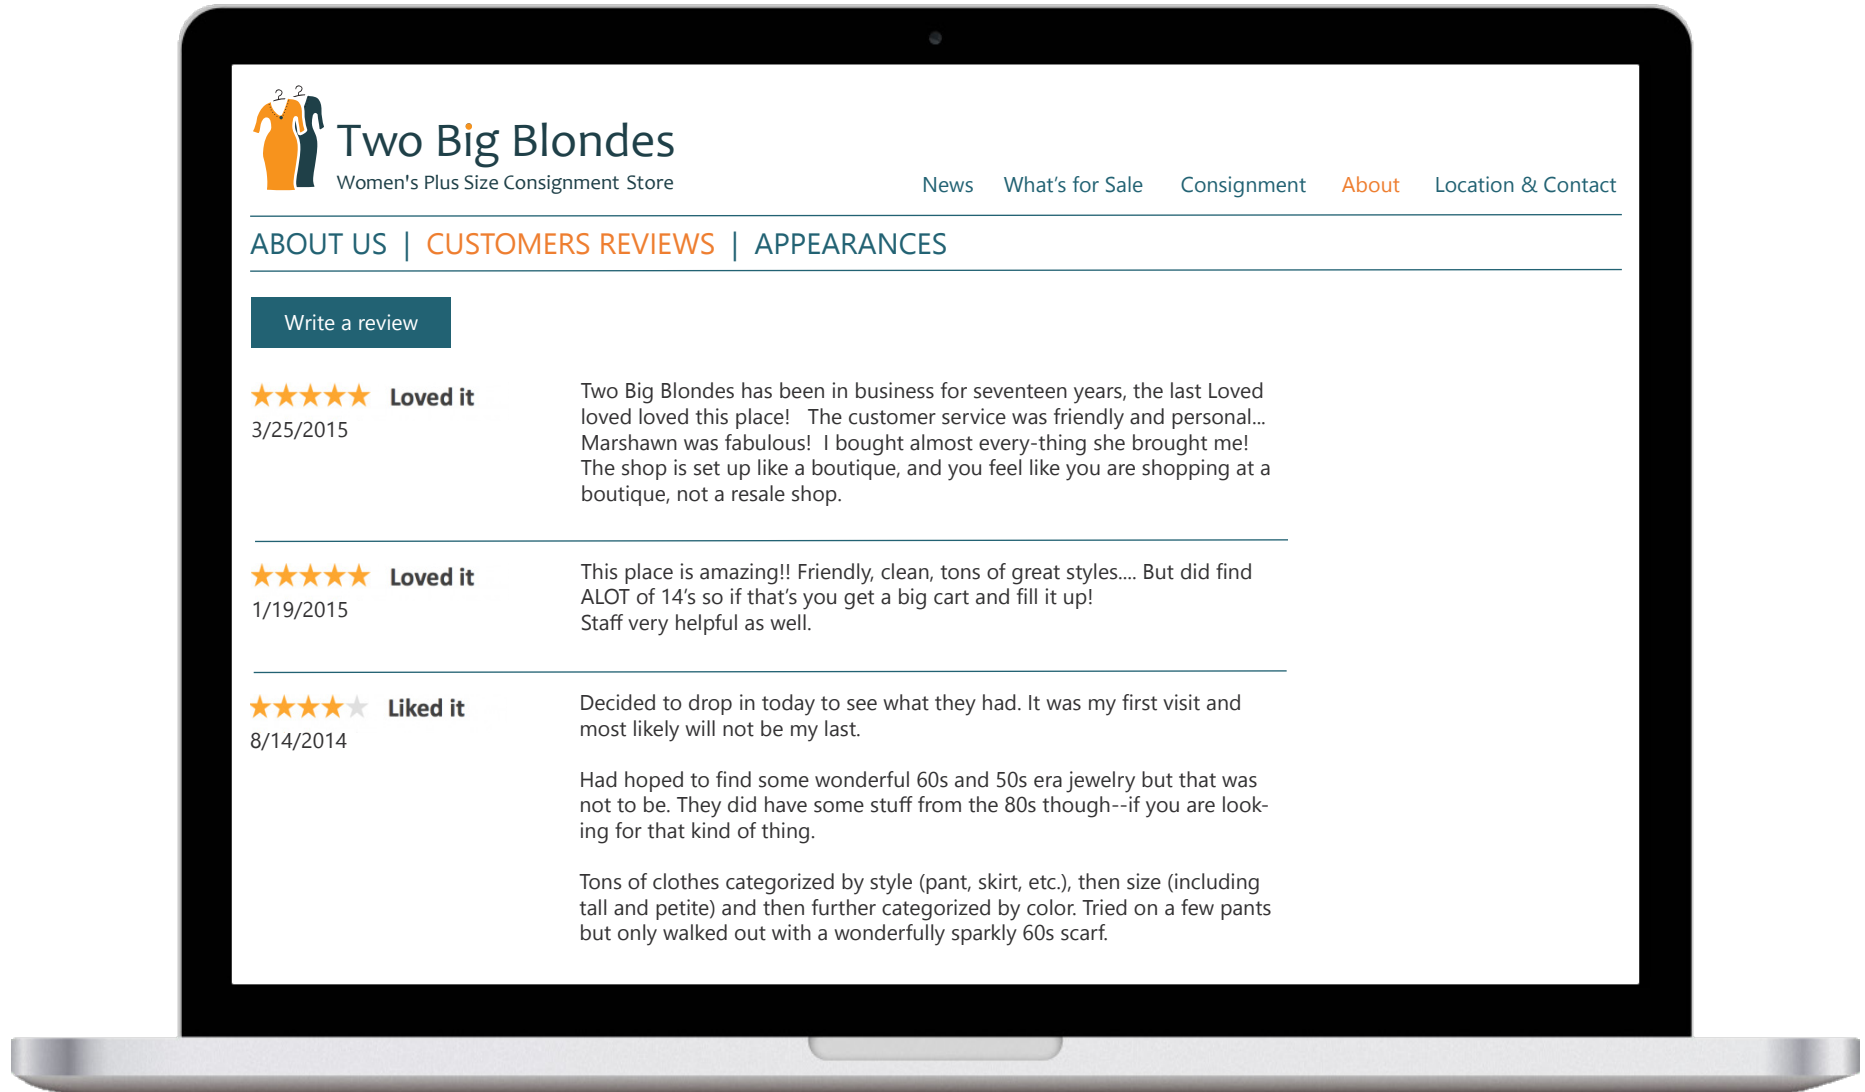 Two Big Blondes
Women's Plus Size Consignment Store
News What's for Sale Consignment About Location & Contact
ABOUT US | CUSTOMERS REVIEWS | APPEARANCES
Write a review
Loved it
3/25/2015
Two Big Blondes has been in business for seventeen years, the last Loved
loved loved this place!   The customer service was friendly and personal...
Marshawn was fabulous!  I bought almost every-thing she brought me!
The shop is set up like a boutique, and you feel like you are shopping at a
boutique, not a resale shop.
Loved it
1/19/2015
This place is amazing!! Friendly, clean, tons of great styles.... But did find
ALOT of 14's so if that's you get a big cart and fill it up!
Staff very helpful as well.
Liked it
8/14/2014
Decided to drop in today to see what they had. It was my first visit and
most likely will not be my last.
Had hoped to find some wonderful 60s and 50s era jewelry but that was
not to be. They did have some stuff from the 80s though--if you are look-
ing for that kind of thing.
Tons of clothes categorized by style (pant, skirt, etc.), then size (including
tall and petite) and then further categorized by color. Tried on a few pants
but only walked out with a wonderfully sparkly 60s scarf.